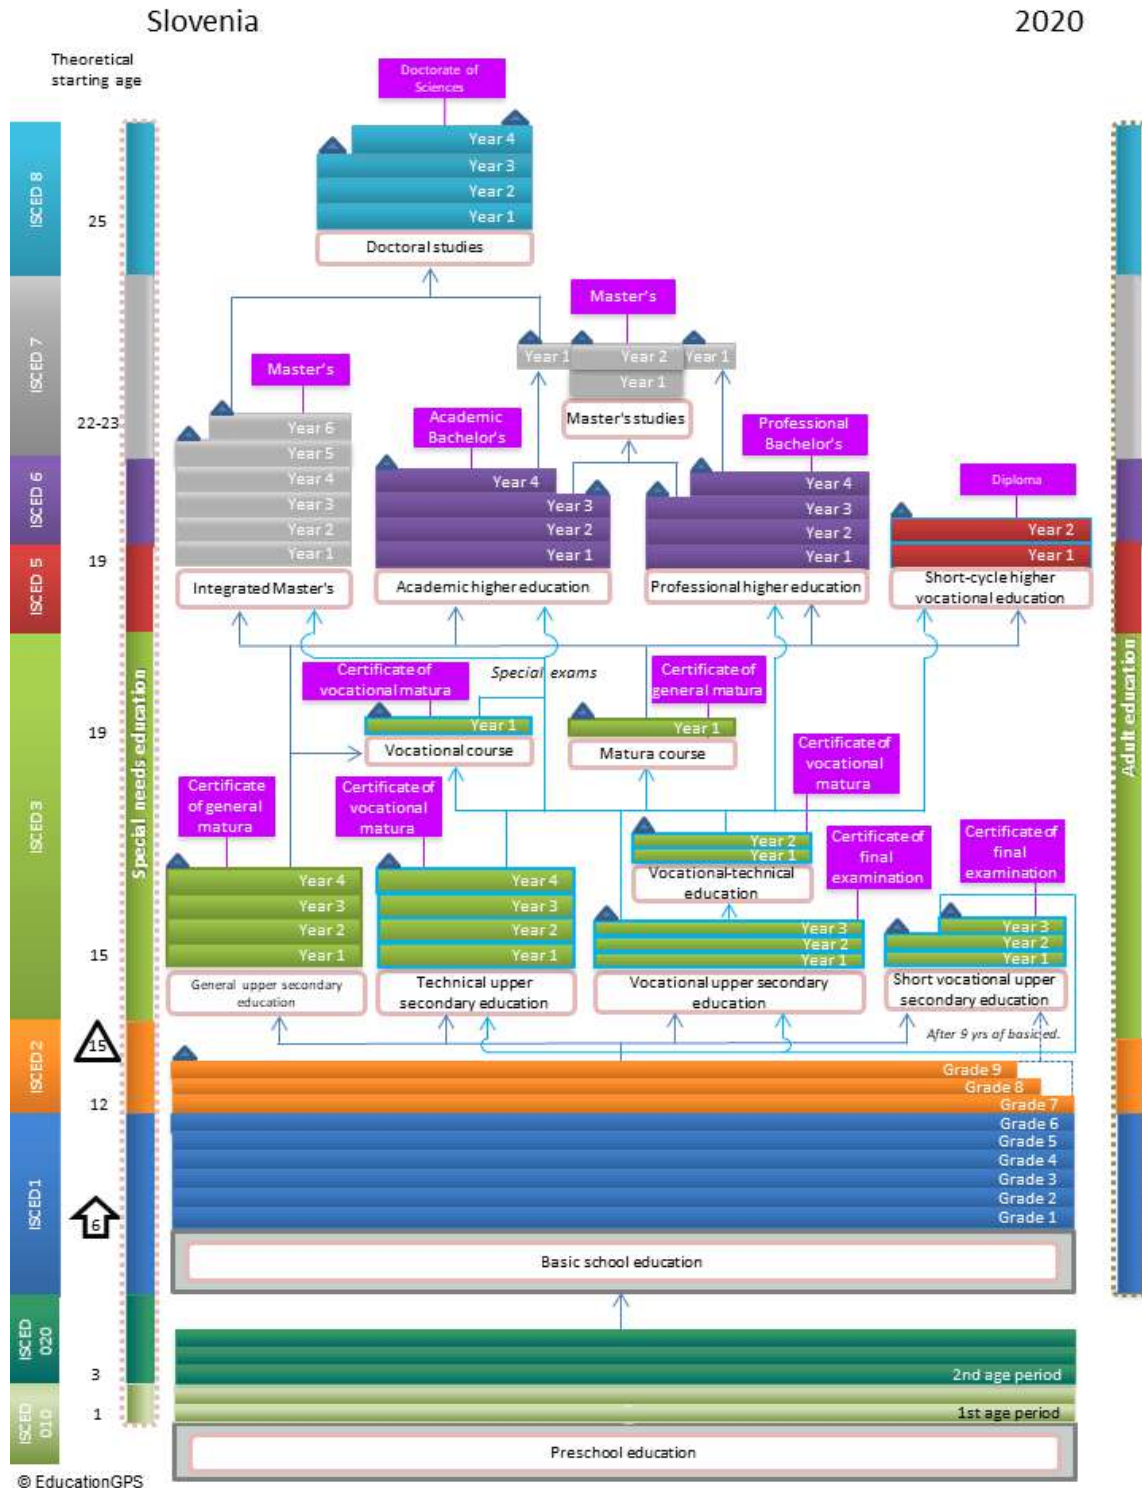 Slovenia
2020
Theoretical
starting age
Doctorate of
Sciences
Year 4
Year 3
Year 2
Year 1
ISCED 8
25
Doctoral studies
Master's
Year 1
Year 2
Year 1
Year 1
ISCED 7
Master's
Master's studies
22-23
Academic
Bachelor's
Professional
Bachelor's
Year 6
Year 5
Year 4
Year 3
Year 2
Year 1
Year 4
Year 3
Year 2
Year 1
Year 4
Year 3
Year 2
Year 1
Diploma
Year 2
Year 1
ISCED 6
19
ISCED 5
Integrated Master's
Academic higher education
Professional higher education
Short-cycle higher
vocational education
Special needs education
Adult education
Certificate of
vocational matura
Special exams
Certificate of
general matura
Year 1
Year 1
19
Vocational course
Matura course
Certificate of
vocational
matura
Certificate
of general
matura
Certificate of
vocational
matura
ISCED3
Year 2
Year 1
Vocational-technical
education
Certificate of
final
examination
Certificate of
final
examination
Year 4
Year 3
Year 2
Year 1
Year 4
Year 3
Year 2
Year 1
Year 3
Year 2
Year 1
Year 3
Year 2
Year 1
15
General upper secondary
education
Technical upper
secondary education
Vocational upper secondary
education
Short vocational upper
secondary education
After 9 yrs of basic ed.
15
ISCED2
12
Grade 9
Grade 8
Grade 7
Grade 6
Grade 5
Grade 4
Grade 3
Grade 2
Grade 1
ISCED1
6
Basic school education
ISCED
020
3
2nd age period
ISCED
010
1
1st age period
Preschool education
© EducationGPS